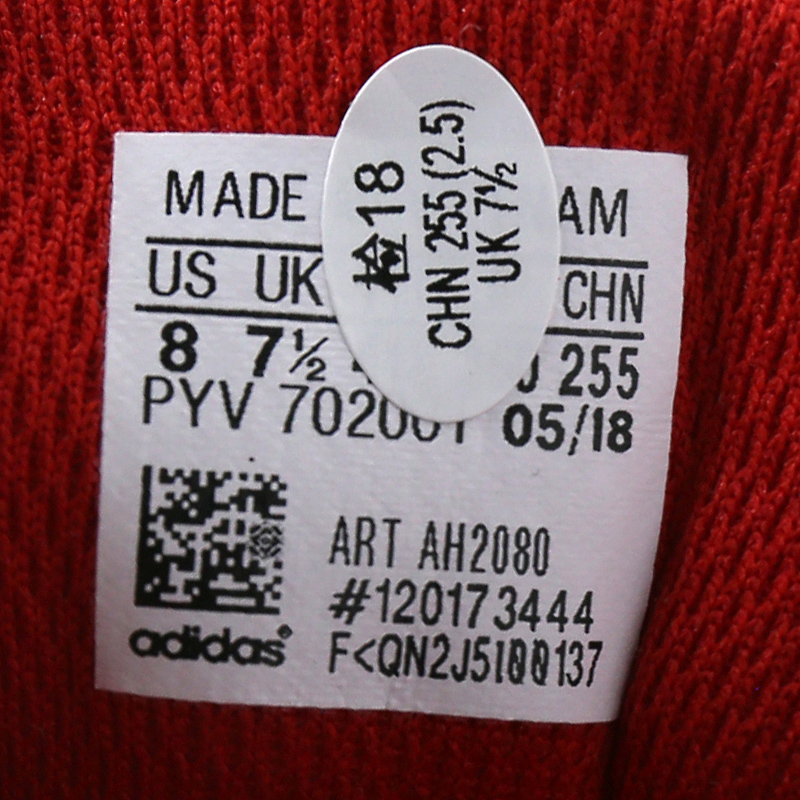 MADE AM
US UK CHN
8 7½ 255
PYV 702001 05/18
检18
CHN 255 (2.5)
UK 7½
ART AH2080
#120173444
F<QN2J5100137
adidas®